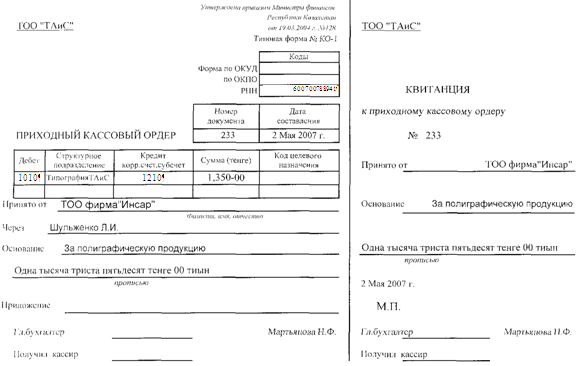 Утверждена приказом Министра финансов
Республики Казахстан
от 19.03.2004 г. №128
Типовая форма № КО-1
ТОО "ТАиС"
Коды
Форма по ОКУД
по ОКПО
РНН
Номер документа
Дата составления
ПРИХОДНЫЙ КАССОВЫЙ ОРДЕР
233
2 Мая 2007 г.
Дебет
Структурное подразделение
Кредит корр.счет,субсчет
Сумма (тенге)
Код целевого назначения
1010
ТипографияТАиС
1210
1,350-00
Принято от ТОО фирма"Инсар"
Фамилия, имя, отчество
Через Шульженко Л.И.
Основание За полиграфическую продукцию
Одна тысяча триста пятьдесят тенге 00 тиын
прописью
Приложение
Гл.бухгалтер Мартьянова Н.Ф.
Получил кассир
ТОО "ТАиС"
КВИТАНЦИЯ
к приходному кассовому ордеру
№ 233
Принято от ТОО фирма"Инсар"
Основание За полиграфическую продукцию
Одна тысяча триста пятьдесят тенге 00 тиын
прописью
2 Мая 2007 г.
М.П.
Гл.бухгалтер Мартьянова Н.Ф.
Получил кассир